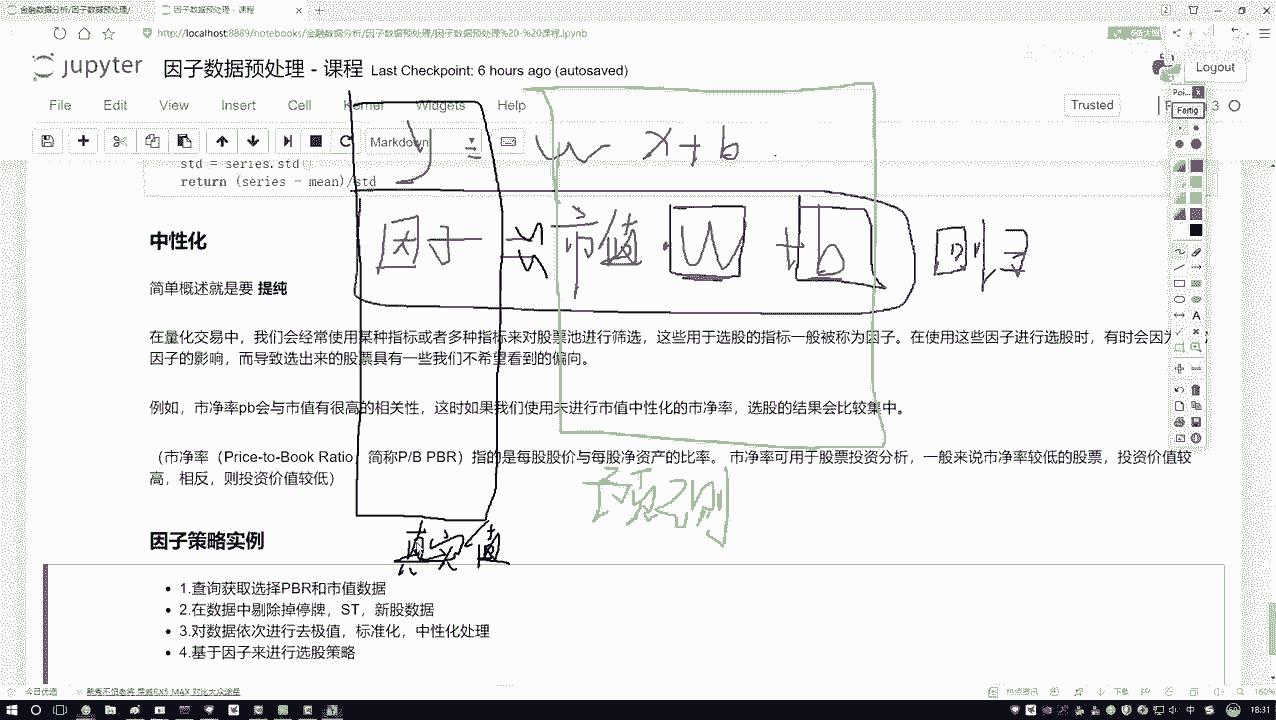 金融数据分析/因子数据预处理/
因子数据预处理 - 课程
http://localhost:8889/notebooks/金融数据分析/因子数据预处理/因子数据预处理%20-%20课程.ipynb
jupyter 因子数据预处理 - 课程 Last Checkpoint: 6 hours ago (autosaved)
Logout
File Edit View Insert Cell Kernel Widgets Help
Trusted
3
Markdown
y = w x + b
Fertig
std = series.std
return (series - mean)/std
中性化
因子 ≈ 市值 · W + b 回归
简单概述就是要 提纯
在量化交易中，我们会经常使用某种指标或者多种指标来对股票池进行筛选，这些用于选股的指标一般被称为因子。在使用这些因子进行选股时，有时会因为
因子的影响，而导致选出来的股票具有一些我们不希望看到的偏向。
例如，市净率pb会与市值有很高的相关性，这时如果我们使用未进行市值中性化的市净率，选股的结果会比较集中。
（市净率（Price-to-Book Ratio，简称P/B PBR）指的是每股股价与每股净资产的比率。 市净率可用于股票投资分析，一般来说市净率较低的股票，投资价值较
高，相反，则投资价值较低）
预测
真实值
因子策略实例
1.查询获取选择PBR和市值数据
2.在数据中剔除掉停牌，ST，新股数据
3.对数据依次进行去极值，标准化，中性化处理
4.基于因子来进行选股策略
今日优选
下载
160%
中
18:31